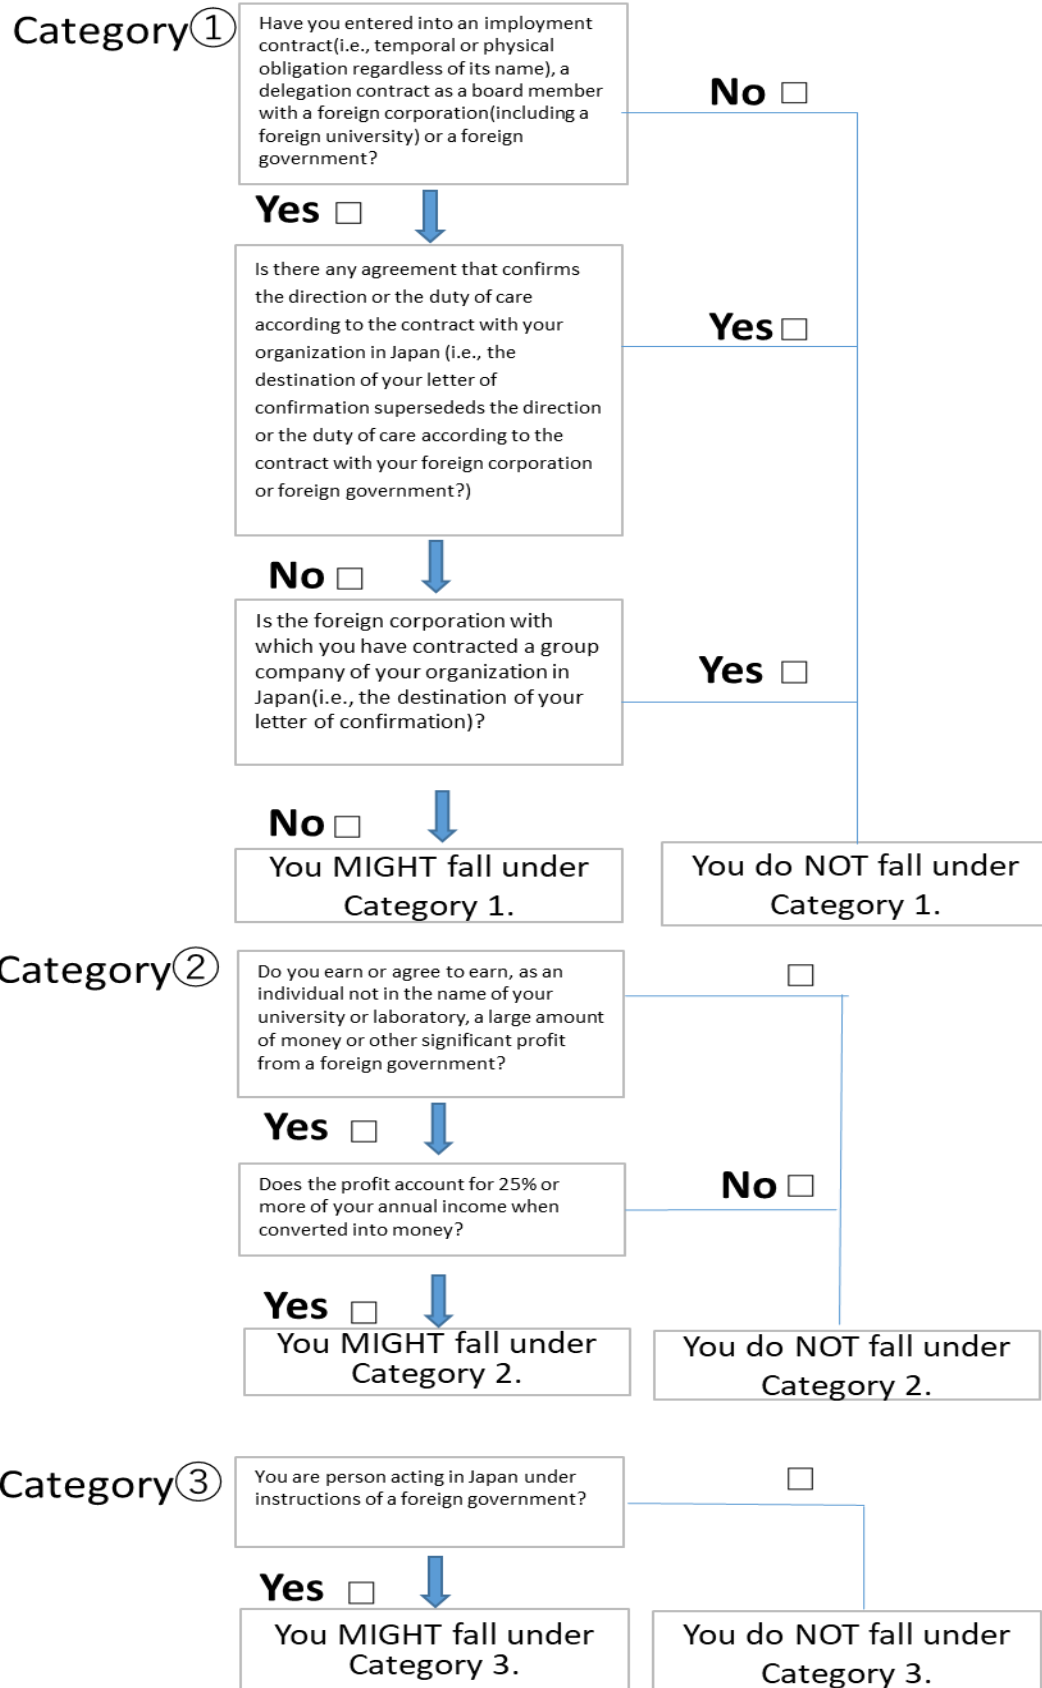 Category①
Have you entered into an imployment
contract(i.e., temporal or physical
obligation regardless of its name), a
delegation contract as a board member
with a foreign corporation(including a
foreign university) or a foreign
government?
No □
Yes □
Is there any agreement that confirms
the direction or the duty of care
according to the contract with your
organization in Japan (i.e., the
destination of your letter of
confirmation supersededs the direction
or the duty of care according to the
contract with your foreign corporation
or foreign government?)
Yes □
No □
Is the foreign corporation with
which you have contracted a group
company of your organization in
Japan(i.e., the destination of your
letter of confirmation)?
Yes □
No □
You MIGHT fall under
Category 1.
You do NOT fall under
Category 1.
Category②
Do you earn or agree to earn, as an
individual not in the name of your
university or laboratory, a large amount
of money or other significant profit
from a foreign government?
□
Yes □
Does the profit account for 25% or
more of your annual income when
converted into money?
No □
Yes □
You MIGHT fall under
Category 2.
You do NOT fall under
Category 2.
Category③
You are person acting in Japan under
instructions of a foreign government?
□
Yes □
You MIGHT fall under
Category 3.
You do NOT fall under
Category 3.